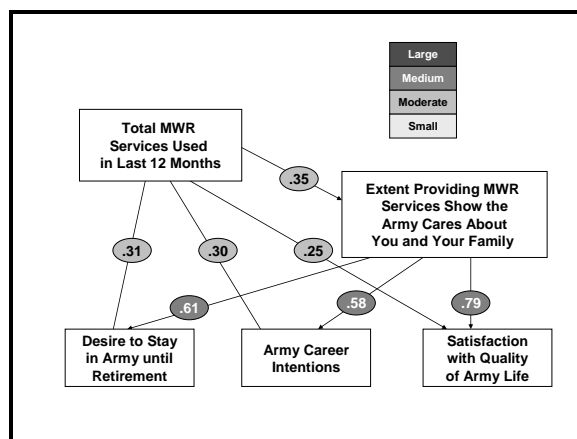 Large
Medium
Moderate
Small
Total MWR
Services Used
in Last 12 Months
.35
Extent Providing MWR
Services Show the
Army Cares About
You and Your Family
.31
.30
.25
.61
.58
.79
Desire to Stay
in Army until
Retirement
Army Career
Intentions
Satisfaction
with Quality
of Army Life